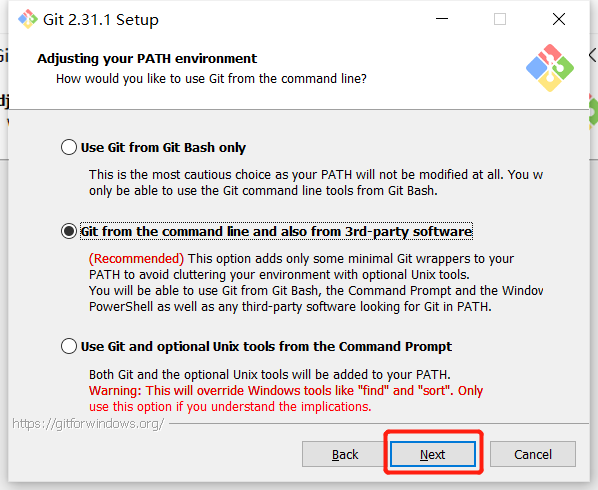 Git 2.31.1 Setup
Adjusting your PATH environment
How would you like to use Git from the command line?
Use Git from Git Bash only
This is the most cautious choice as your PATH will not be modified at all. You w
only be able to use the Git command line tools from Git Bash.
Git from the command line and also from 3rd-party software
(Recommended) This option adds only some minimal Git wrappers to your
PATH to avoid cluttering your environment with optional Unix tools.
You will be able to use Git from Git Bash, the Command Prompt and the Window
PowerShell as well as any third-party software looking for Git in PATH.
Use Git and optional Unix tools from the Command Prompt
Both Git and the optional Unix tools will be added to your PATH.
Warning: This will override Windows tools like "find" and "sort". Only
use this option if you understand the implications.
https://gitforwindows.org/
Back
Next
Cancel